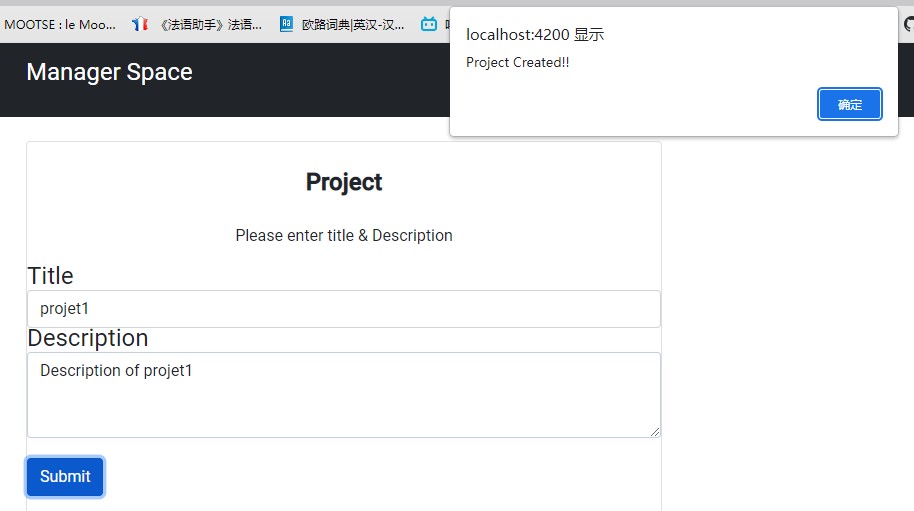 MOOTSE : le Moo...
《法语助手》法语...
欧路词典|英汉-汉...
localhost:4200 显示
Project Created!!
确定
Manager Space
Project
Please enter title & Description
Title
projet1
Description
Description of projet1
Submit